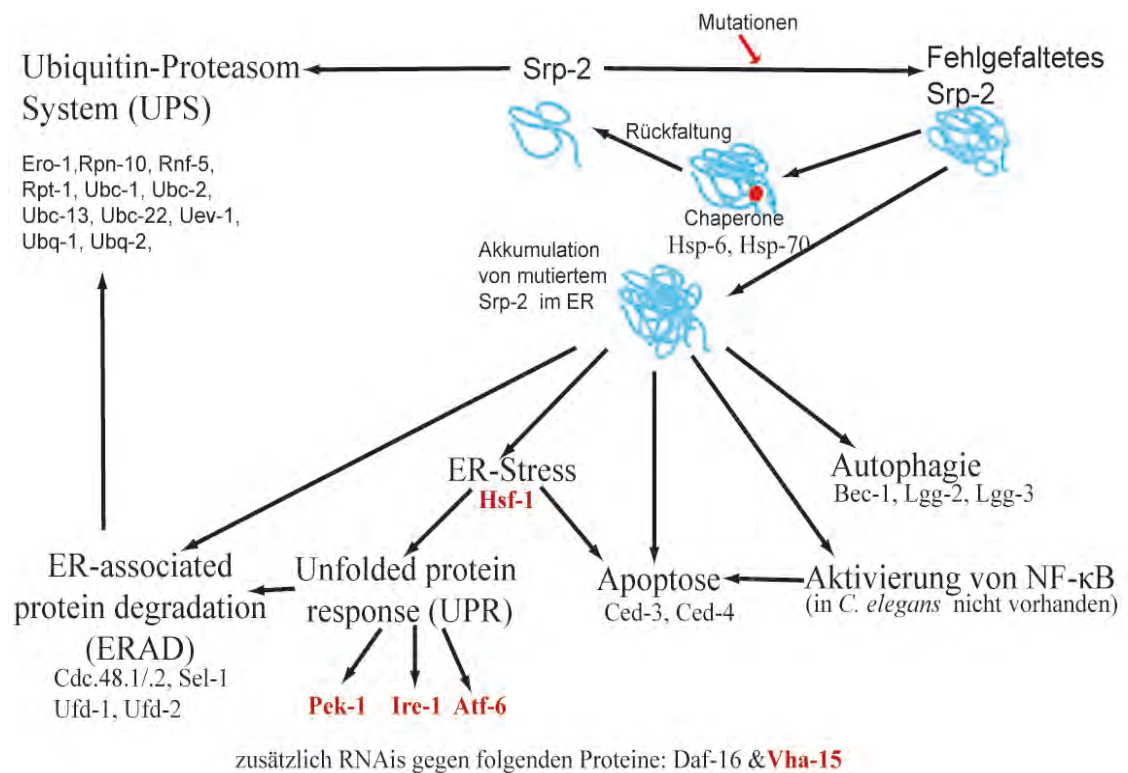 Mutationen
Ubiquitin-Proteasom
System (UPS)
Srp-2
Fehlgefaltetes
Srp-2
Ero-1,Rpn-10, Rnf-5,
Rpt-1, Ubc-1, Ubc-2,
Ubc-13, Ubc-22, Uev-1,
Ubq-1, Ubq-2,
Rückfaltung
Chaperone
Hsp-6, Hsp-70
Akkumulation
von mutiertem
Srp-2 im ER
ER-Stress
Hsf-1
Autophagie
Bec-1, Lgg-2, Lgg-3
ER-associated
protein degradation
(ERAD)
Cdc.48.1/.2, Sel-1
Ufd-1, Ufd-2
Unfolded protein
response (UPR)
Apoptose
Ced-3, Ced-4
Aktivierung von NF-κB
(in C. elegans nicht vorhanden)
Pek-1 Ire-1 Atf-6
zusätzlich RNAis gegen folgenden Proteine: Daf-16 &Vha-15